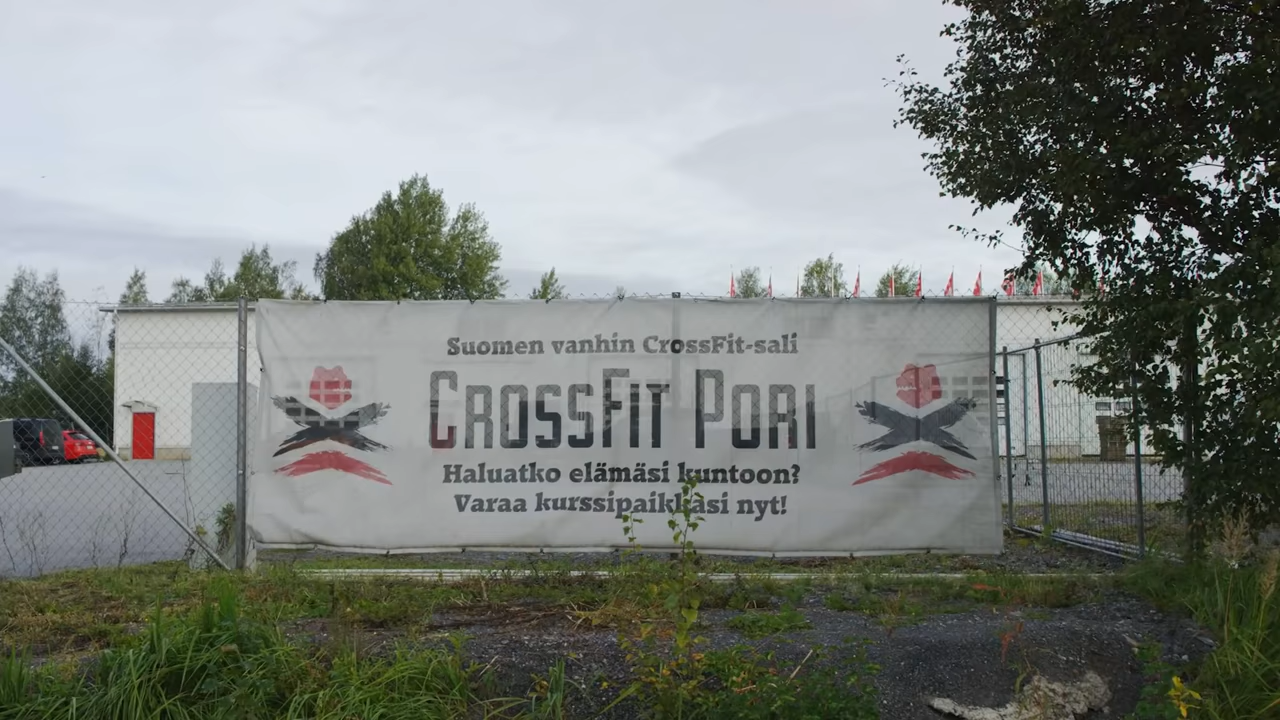 Suomen vanhin CrossFit-sali
CROSSFIT PORI
Haluatko elämäsi kuntoon?
Varaa kurssipaikkasi nyt!